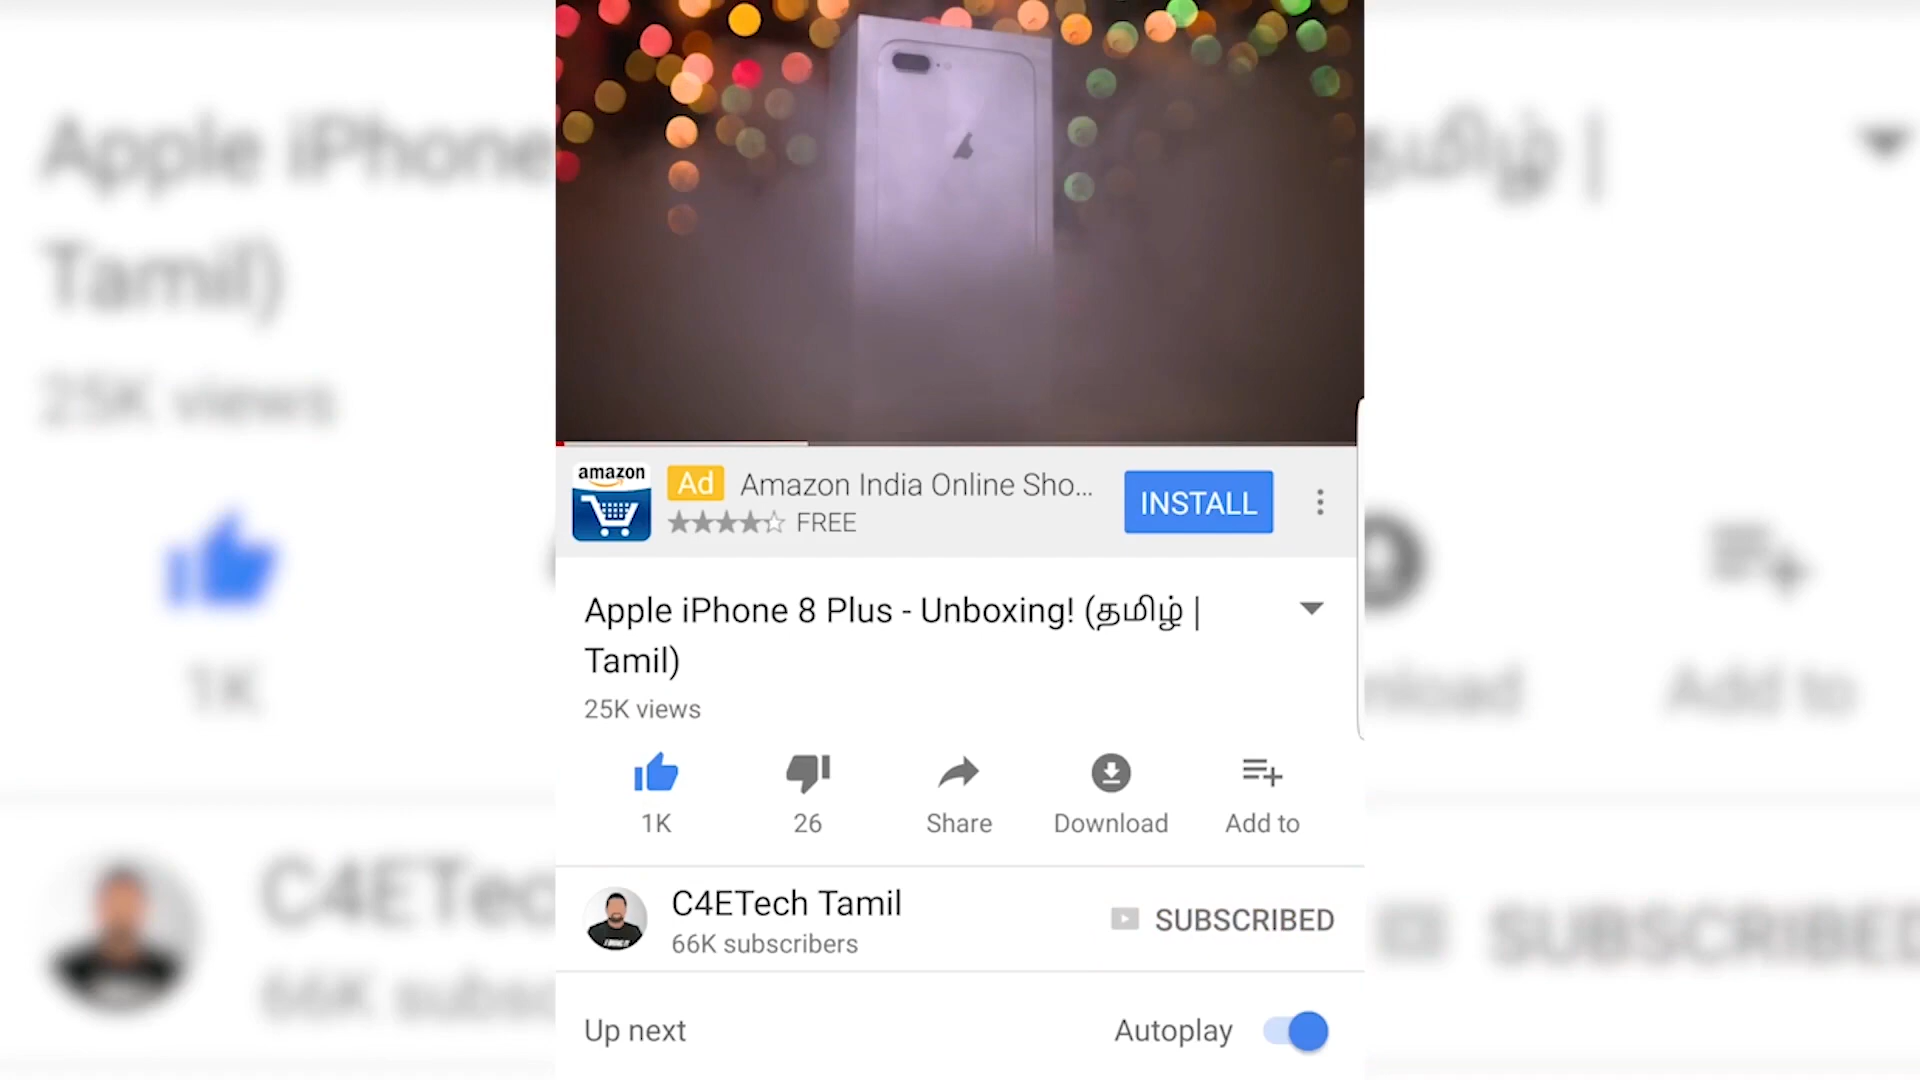 amazon
Ad Amazon India Online Sho...
FREE
INSTALL
Apple iPhone 8 Plus - Unboxing! (தமிழ் |
Tamil)
25K views
1K
26
Share
Download
Add to
C4ETech Tamil
66K subscribers
SUBSCRIBED
Up next
Autoplay